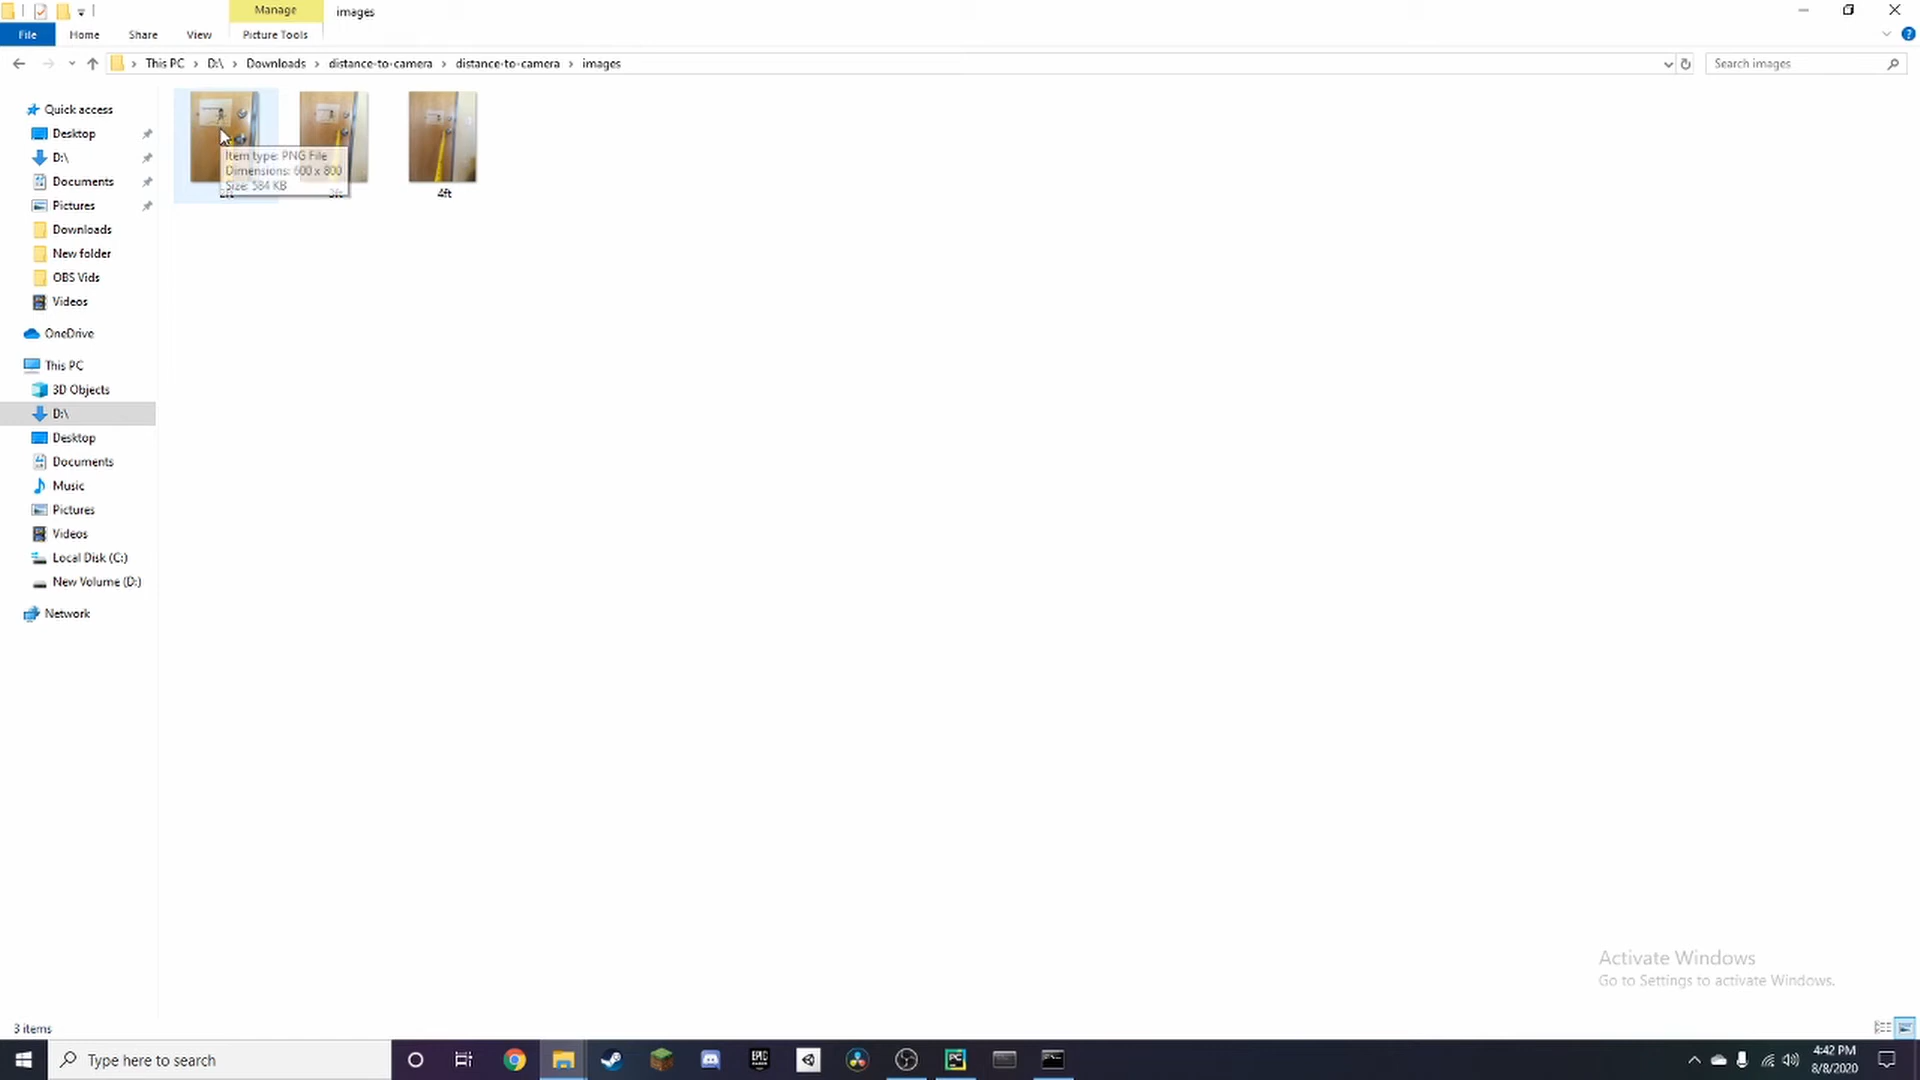 Manage
images
File
Home
Share
View
Picture Tools
This PC
D:\
Downloads
distance-to-camera
distance-to-camera
images
Search images
Quick access
Desktop
D:\
Documents
Pictures
Downloads
New folder
OBS Vids
Videos
OneDrive
This PC
3D Objects
D:\
Desktop
Documents
Music
Pictures
Videos
Local Disk (C:)
New Volume (D:)
Network
Item type: PNG File
Dimensions: 600 x 800
Size: 584 KB
4ft
Activate Windows
Go to Settings to activate Windows.
3 items
Type here to search
EPIC
PC
4:42 PM
8/8/2020